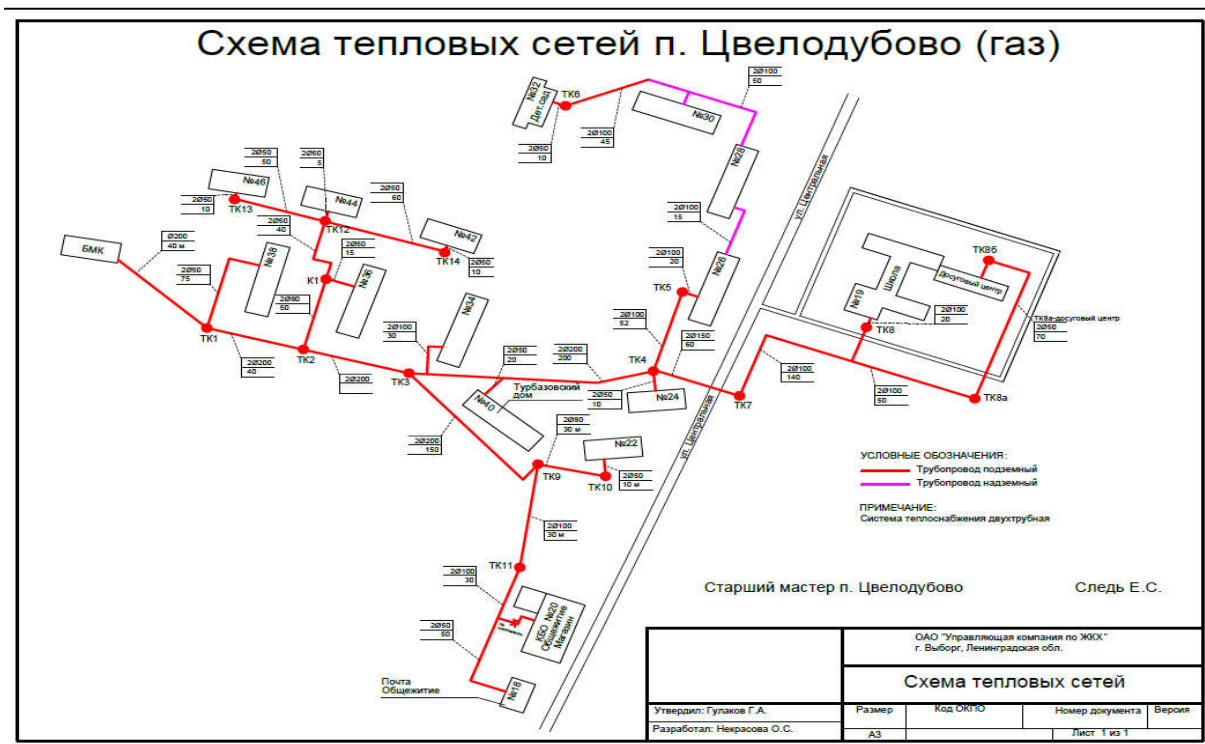 Схема тепловых сетей п. Цвелодубово (газ)
2Ø100
50
№32
Дет.сад
ТК6
№30
2Ø100
45
2Ø50
10
№28
ул. Центральная
2Ø50
50
2Ø50
5
№46
2Ø50
10
ТК13
№44
2Ø50
60
ТК12
2Ø50
40
№42
2Ø100
15
БМК
Ø200
40 м
№38
2Ø50
15
ТК14
2Ø50
10
2Ø50
75
К1
№36
2Ø80
50
2Ø100
20
№26
ТК5
ТК8б
Школа
Досуговый центр
№19
2Ø100
20
ТК8
ТК8а-досуговый центр
2Ø50
70
№34
2Ø100
30
2Ø100
52
2Ø150
60
ТК1
2Ø200
40
ТК2
2Ø200
ТК3
2Ø50
20
2Ø200
200
ТК4
Турбазовский
дом
№40
2Ø50
10
№24
ТК7
2Ø100
140
2Ø100
50
ТК8а
ул. Центральная
2Ø200
150
2Ø80
30 м
№22
ТК9
ТК10
2Ø50
10 м
УСЛОВНЫЕ ОБОЗНАЧЕНИЯ:
Трубопровод подземный
Трубопровод надземный
ПРИМЕЧАНИЕ:
Система теплоснабжения двухтрубная
2Ø100
30 м
ТК11
2Ø100
30
КБО №20
Общежитие
Магазин
2Ø50
50
Почта
Общежитие
№18
Старший мастер п. Цвелодубово
Следь Е.С.
ОАО "Управляющая компания по ЖКХ"
г. Выборг, Ленинградская обл.
Схема тепловых сетей
Утвердил: Гулаков Г.А.
Размер
Код ОКПО
Номер документа
Версия
Разработал: Некрасова О.С.
А3
Лист 1 из 1